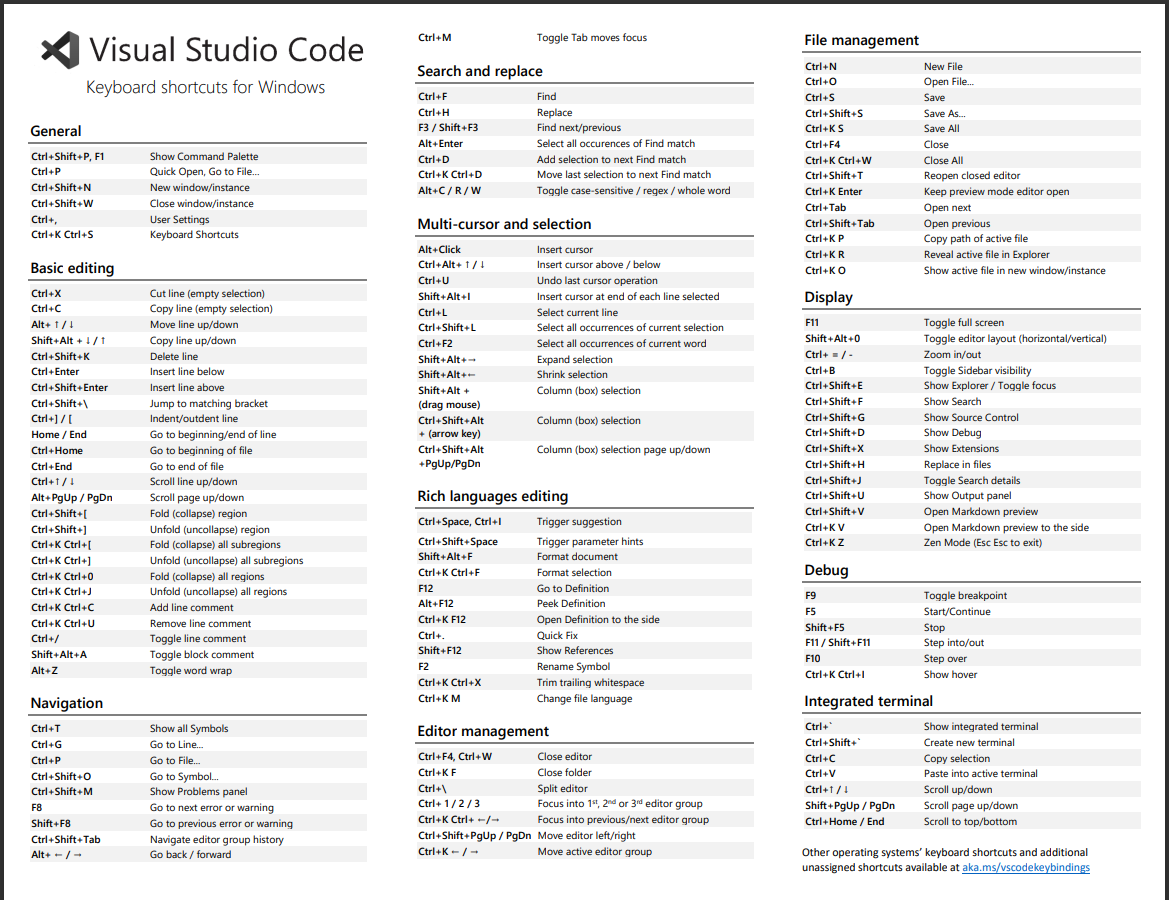 Visual Studio Code
Keyboard shortcuts for Windows
General
Ctrl+Shift+P, F1 Show Command Palette
Ctrl+P Quick Open, Go to File…
Ctrl+Shift+N New window/instance
Ctrl+Shift+W Close window/instance
Ctrl+, User Settings
Ctrl+K Ctrl+S Keyboard Shortcuts
Basic editing
Ctrl+X Cut line (empty selection)
Ctrl+C Copy line (empty selection)
Alt+ ↑ / ↓ Move line up/down
Shift+Alt + ↓ / ↑ Copy line up/down
Ctrl+Shift+K Delete line
Ctrl+Enter Insert line below
Ctrl+Shift+Enter Insert line above
Ctrl+Shift+\ Jump to matching bracket
Ctrl+] / [ Indent/outdent line
Home / End Go to beginning/end of line
Ctrl+Home Go to beginning of file
Ctrl+End Go to end of file
Ctrl+↑ / ↓ Scroll line up/down
Alt+PgUp / PgDn Scroll page up/down
Ctrl+Shift+[ Fold (collapse) region
Ctrl+Shift+] Unfold (uncollapse) region
Ctrl+K Ctrl+[ Fold (collapse) all subregions
Ctrl+K Ctrl+] Unfold (uncollapse) all subregions
Ctrl+K Ctrl+0 Fold (collapse) all regions
Ctrl+K Ctrl+J Unfold (uncollapse) all regions
Ctrl+K Ctrl+C Add line comment
Ctrl+K Ctrl+U Remove line comment
Ctrl+/ Toggle line comment
Shift+Alt+A Toggle block comment
Alt+Z Toggle word wrap
Navigation
Ctrl+T Show all Symbols
Ctrl+G Go to Line...
Ctrl+P Go to File...
Ctrl+Shift+O Go to Symbol...
Ctrl+Shift+M Show Problems panel
F8 Go to next error or warning
Shift+F8 Go to previous error or warning
Ctrl+Shift+Tab Navigate editor group history
Alt+ ← / → Go back / forward
Ctrl+M Toggle Tab moves focus
Search and replace
Ctrl+F Find
Ctrl+H Replace
F3 / Shift+F3 Find next/previous
Alt+Enter Select all occurences of Find match
Ctrl+D Add selection to next Find match
Ctrl+K Ctrl+D Move last selection to next Find match
Alt+C / R / W Toggle case-sensitive / regex / whole word
Multi-cursor and selection
Alt+Click Insert cursor
Ctrl+Alt+ ↑ / ↓ Insert cursor above / below
Ctrl+U Undo last cursor operation
Shift+Alt+I Insert cursor at end of each line selected
Ctrl+L Select current line
Ctrl+Shift+L Select all occurrences of current selection
Ctrl+F2 Select all occurrences of current word
Shift+Alt+→ Expand selection
Shift+Alt+← Shrink selection
Shift+Alt + Column (box) selection
(drag mouse)
Ctrl+Shift+Alt Column (box) selection
+ (arrow key)
Ctrl+Shift+Alt Column (box) selection page up/down
+PgUp/PgDn
Rich languages editing
Ctrl+Space, Ctrl+I Trigger suggestion
Ctrl+Shift+Space Trigger parameter hints
Shift+Alt+F Format document
Ctrl+K Ctrl+F Format selection
F12 Go to Definition
Alt+F12 Peek Definition
Ctrl+K F12 Open Definition to the side
Ctrl+. Quick Fix
Shift+F12 Show References
F2 Rename Symbol
Ctrl+K Ctrl+X Trim trailing whitespace
Ctrl+K M Change file language
Editor management
Ctrl+F4, Ctrl+W Close editor
Ctrl+K F Close folder
Ctrl+\ Split editor
Ctrl+ 1 / 2 / 3 Focus into 1st, 2nd or 3rd editor group
Ctrl+K Ctrl+ ←/→ Focus into previous/next editor group
Ctrl+Shift+PgUp / PgDn Move editor left/right
Ctrl+K ← / → Move active editor group
File management
Ctrl+N New File
Ctrl+O Open File...
Ctrl+S Save
Ctrl+Shift+S Save As...
Ctrl+K S Save All
Ctrl+F4 Close
Ctrl+K Ctrl+W Close All
Ctrl+Shift+T Reopen closed editor
Ctrl+K Enter Keep preview mode editor open
Ctrl+Tab Open next
Ctrl+Shift+Tab Open previous
Ctrl+K P Copy path of active file
Ctrl+K R Reveal active file in Explorer
Ctrl+K O Show active file in new window/instance
Display
F11 Toggle full screen
Shift+Alt+0 Toggle editor layout (horizontal/vertical)
Ctrl+ = / - Zoom in/out
Ctrl+B Toggle Sidebar visibility
Ctrl+Shift+E Show Explorer / Toggle focus
Ctrl+Shift+F Show Search
Ctrl+Shift+G Show Source Control
Ctrl+Shift+D Show Debug
Ctrl+Shift+X Show Extensions
Ctrl+Shift+H Replace in files
Ctrl+Shift+J Toggle Search details
Ctrl+Shift+U Show Output panel
Ctrl+Shift+V Open Markdown preview
Ctrl+K V Open Markdown preview to the side
Ctrl+K Z Zen Mode (Esc Esc to exit)
Debug
F9 Toggle breakpoint
F5 Start/Continue
Shift+F5 Stop
F11 / Shift+F11 Step into/out
F10 Step over
Ctrl+K Ctrl+I Show hover
Integrated terminal
Ctrl+` Show integrated terminal
Ctrl+Shift+` Create new terminal
Ctrl+C Copy selection
Ctrl+V Paste into active terminal
Ctrl+↑ / ↓ Scroll up/down
Shift+PgUp / PgDn Scroll page up/down
Ctrl+Home / End Scroll to top/bottom
Other operating systems’ keyboard shortcuts and additional
unassigned shortcuts available at aka.ms/vscodekeybindings